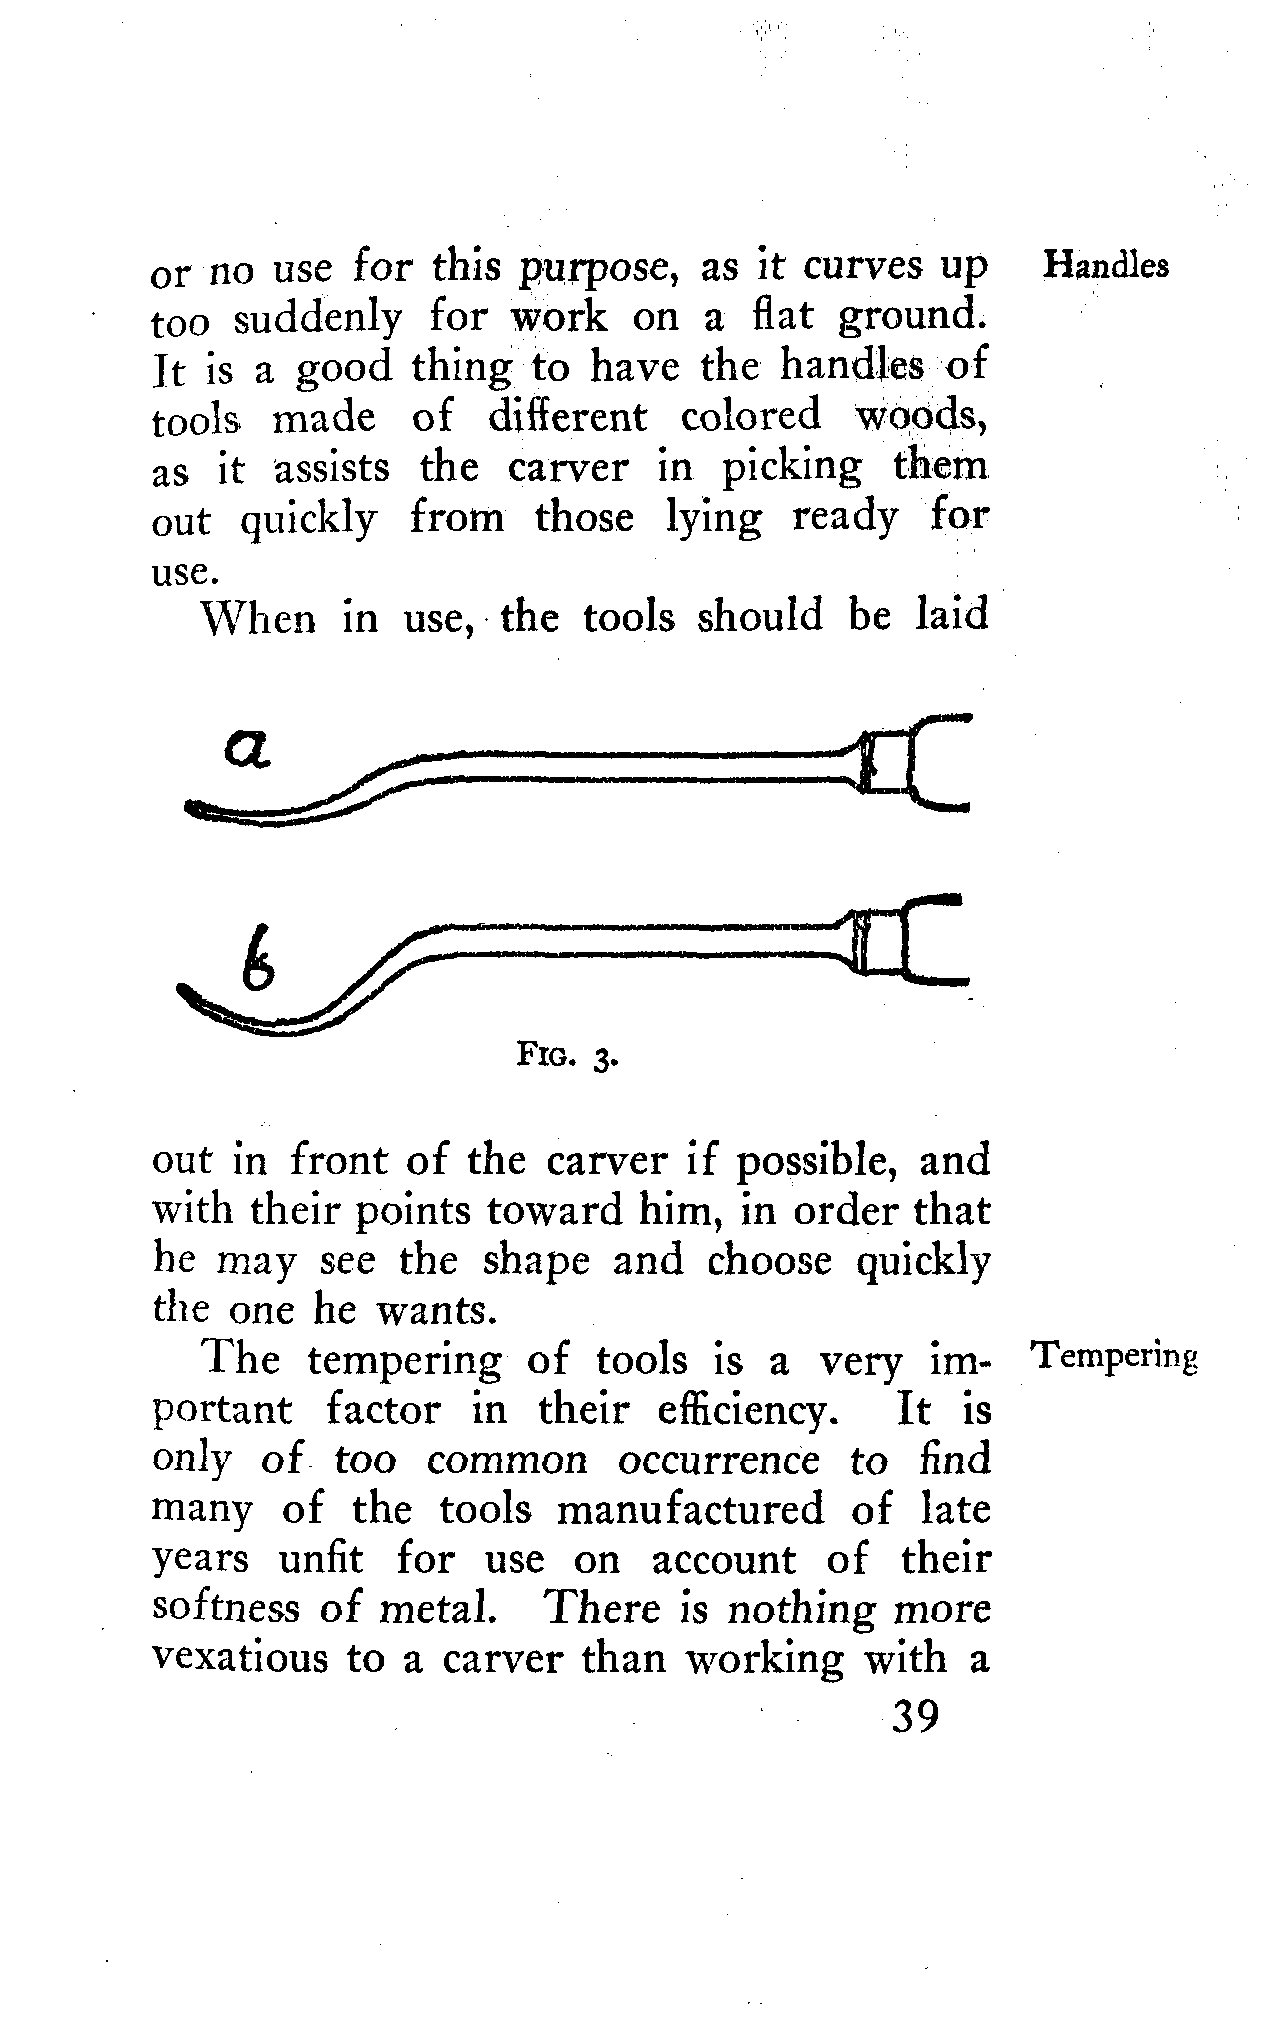 or no use for this purpose, as it curves up
Handles
too suddenly for work on a flat ground.
It is a good thing to have the handles of
tools made of different colored woods,
as it assists the carver in picking them
out quickly from those lying ready for
use.
When in use, the tools should be laid
a
b
Fig. 3.
out in front of the carver if possible, and
with their points toward him, in order that
he may see the shape and choose quickly
the one he wants.
The tempering of tools is a very im-
Tempering
portant factor in their efficiency. It is
only of too common occurrence to find
many of the tools manufactured of late
years unfit for use on account of their
softness of metal. There is nothing more
vexatious to a carver than working with a
39